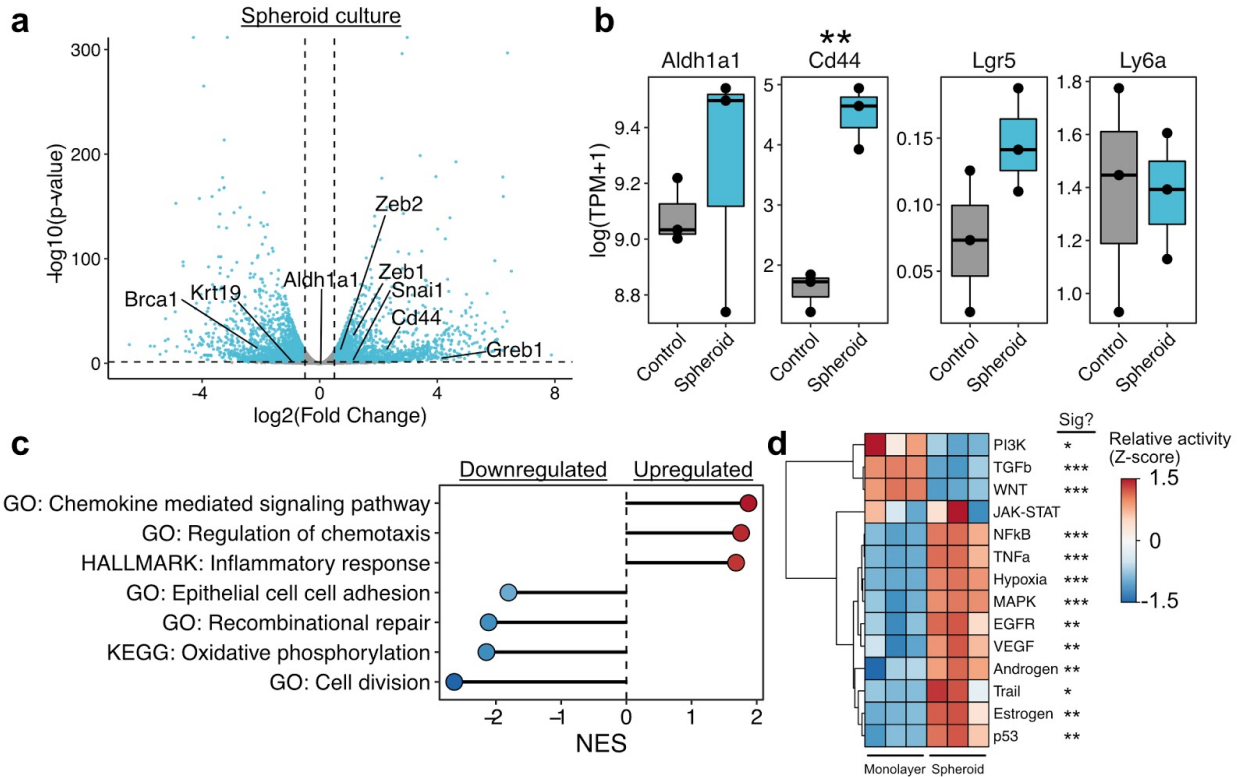 a
Spheroid culture
300
200
100
0
-log10(p-value)
Zeb2
Aldh1a1
Zeb1
Snai1
Brca1
Krt19
Cd44
Greb1
-4
0
4
8
log2(Fold Change)
b
**
Aldh1a1
Cd44
Lgr5
Ly6a
log(TPM+1)
9.4
9.2
9.0
8.8
5
4
3
2
0.15
0.10
0.05
1.8
1.6
1.4
1.2
1.0
Control
Spheroid
Control
Spheroid
Control
Spheroid
Control
Spheroid
c
Downregulated
Upregulated
GO: Chemokine mediated signaling pathway
GO: Regulation of chemotaxis
HALLMARK: Inflammatory response
GO: Epithelial cell cell adhesion
GO: Recombinational repair
KEGG: Oxidative phosphorylation
GO: Cell division
−2
−1
0
1
2
NES
d
Sig?
PI3K *
TGFb ***
WNT ***
JAK-STAT
NFkB ***
TNFa ***
Hypoxia ***
MAPK ***
EGFR **
VEGF **
Androgen **
Trail *
Estrogen **
p53 **
Monolayer Spheroid
Relative activity
(Z-score)
1.5
0
-1.5